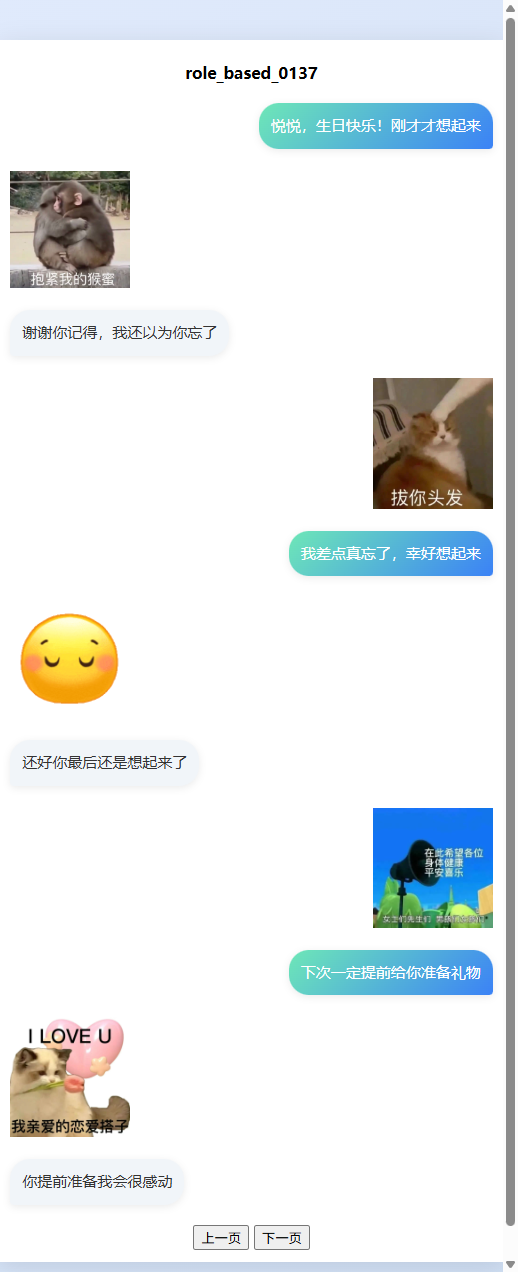 role_based_0137
悦悦，生日快乐！刚才才想起来
抱紧我的猴蜜
谢谢你记得，我还以为你忘了
拔你头发
我差点真忘了，幸好想起来
还好你最后还是想起来了
在此希望各位
身体健康
平安喜乐
女士们先生们
下次一定提前给你准备礼物
I LOVE U
我亲爱的恋爱搭子
你提前准备我会很感动
上一页
下一页